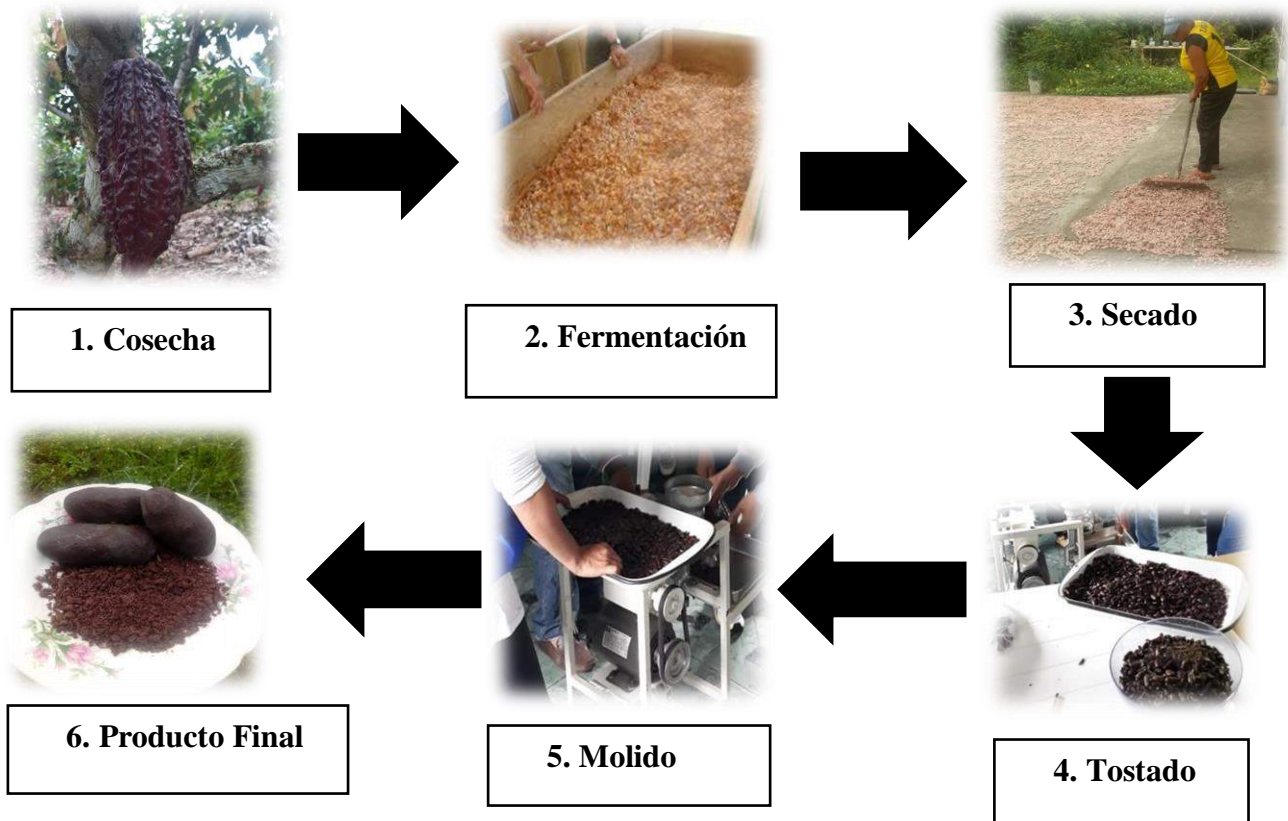 1. Cosecha
2. Fermentación
3. Secado
4. Tostado
5. Molido
6. Producto Final